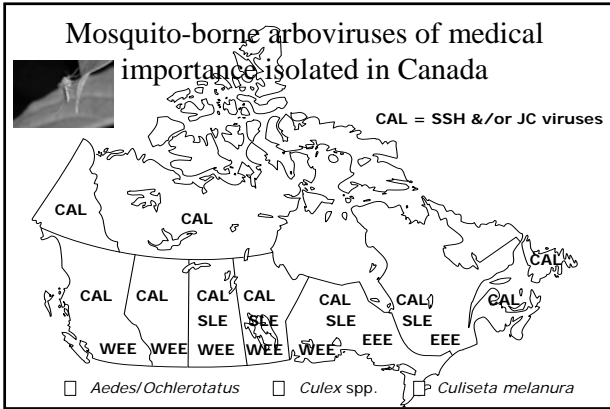 Mosquito-borne arboviruses of medical
importance isolated in Canada
CAL = SSH &/or JC viruses
CAL
CAL
CAL
CAL CAL CAL CAL CAL CAL CAL
SLE SLE SLE SLE
EEE EEE
WEE WEE WEE WEE WEE
Aedes/Ochlerotatus Culex spp. Culiseta melanura